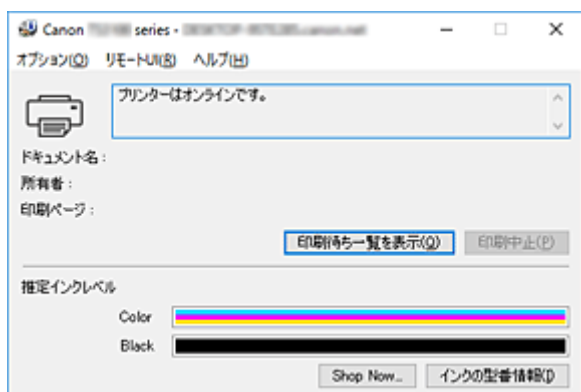 Canon series -
オプション(O) リモートUI(R) ヘルプ(H)
プリンターはオンラインです。
ドキュメント名：
所有者：
印刷ページ：
印刷待ち一覧を表示(Q) 印刷中止(P)
推定インクレベル
Color
Black
Shop Now... インクの型番情報(I)